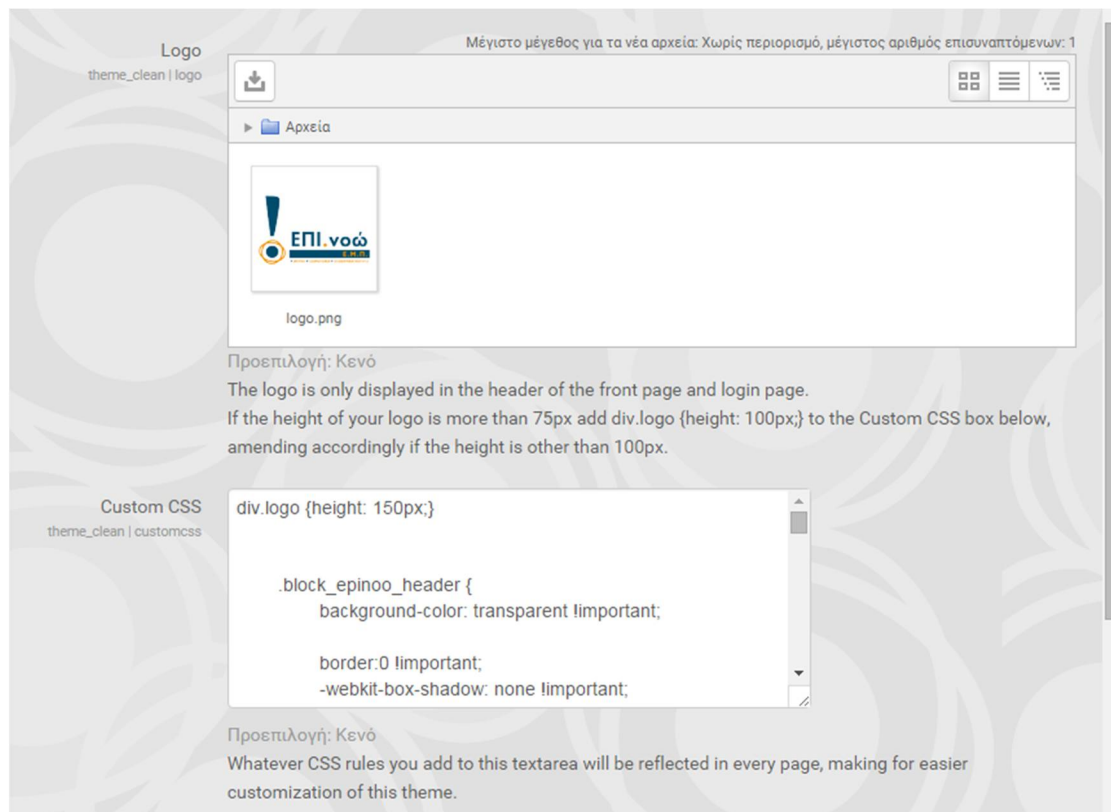 Μέγιστο μέγεθος για τα νέα αρχεία: Χωρίς περιορισμό, μέγιστος αριθμός επισυναπτόμενων: 1
Logo
theme_clean | logo
Αρχεία
ΕΠΙ.νοώ
Ε.Μ.Π.
logo.png
Προεπιλογή: Κενό
The logo is only displayed in the header of the front page and login page.
If the height of your logo is more than 75px add div.logo {height: 100px;} to the Custom CSS box below,
amending accordingly if the height is other than 100px.
Custom CSS
theme_clean | customcss
div.logo {height: 150px;}
.block_epinoo_header {
background-color: transparent !important;
border:0 !important;
-webkit-box-shadow: none !important;
Προεπιλογή: Κενό
Whatever CSS rules you add to this textarea will be reflected in every page, making for easier
customization of this theme.